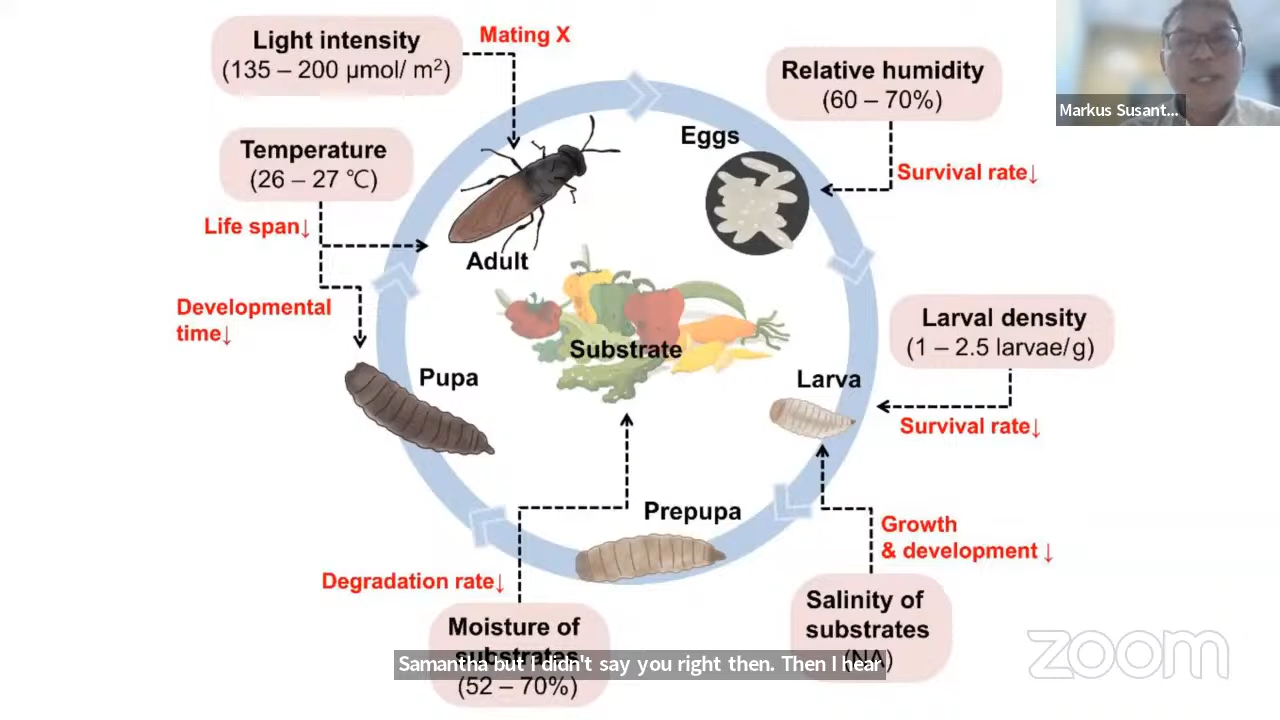 Light intensity
(135 – 200 µmol/ m²)
Mating X
Relative humidity
(60 – 70%)
Markus Susant...
Temperature
(26 – 27 ℃)
Eggs
Survival rate↓
Life span↓
Adult
Developmental
time↓
Larval density
(1 – 2.5 larvae/g)
Substrate
Pupa
Larva
Survival rate↓
Prepupa
Growth
& development ↓
Degradation rate↓
Moisture of
substrates
(52 – 70%)
Salinity of
substrates
(NA)
Samantha but I didn't say you right then. Then I hear
zoom